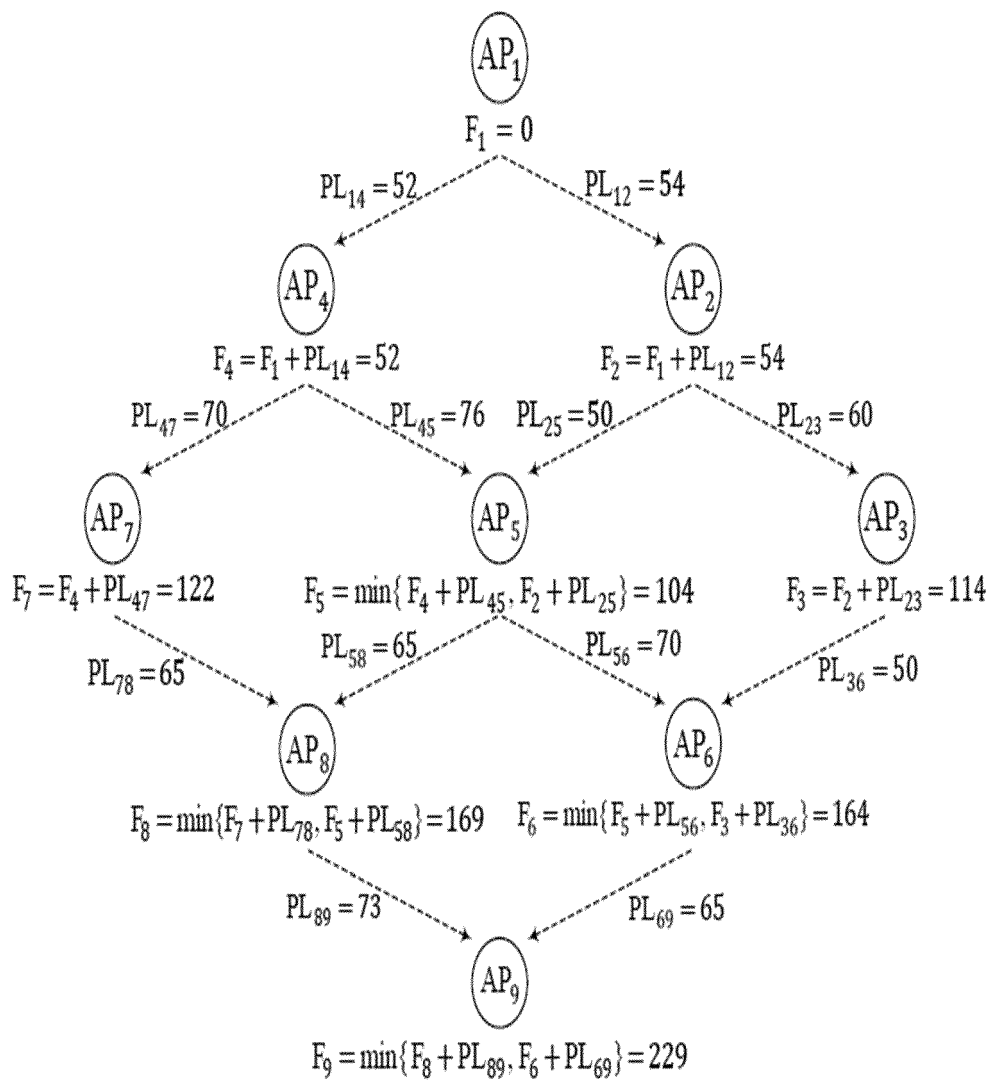 AP₁
F₁ = 0
PL₁₄ = 52
PL₁₂ = 54
AP₄
AP₂
F₄ = F₁ + PL₁₄ = 52
F₂ = F₁ + PL₁₂ = 54
PL₄₇ = 70
PL₄₅ = 76
PL₂₅ = 50
PL₂₃ = 60
AP₇
AP₅
AP₃
F₇ = F₄ + PL₄₇ = 122
F₅ = min{ F₄ + PL₄₅, F₂ + PL₂₅} = 104
F₃ = F₂ + PL₂₃ = 114
PL₇₈ = 65
PL₅₈ = 65
PL₅₆ = 70
PL₃₆ = 50
AP₈
AP₆
F₈ = min{F₇ + PL₇₈, F₅ + PL₅₈} = 169
F₆ = min{F₅ + PL₅₆, F₃ + PL₃₆} = 164
PL₈₉ = 73
PL₆₉ = 65
AP₉
F₉ = min{F₈ + PL₈₉, F₆ + PL₆₉} = 229